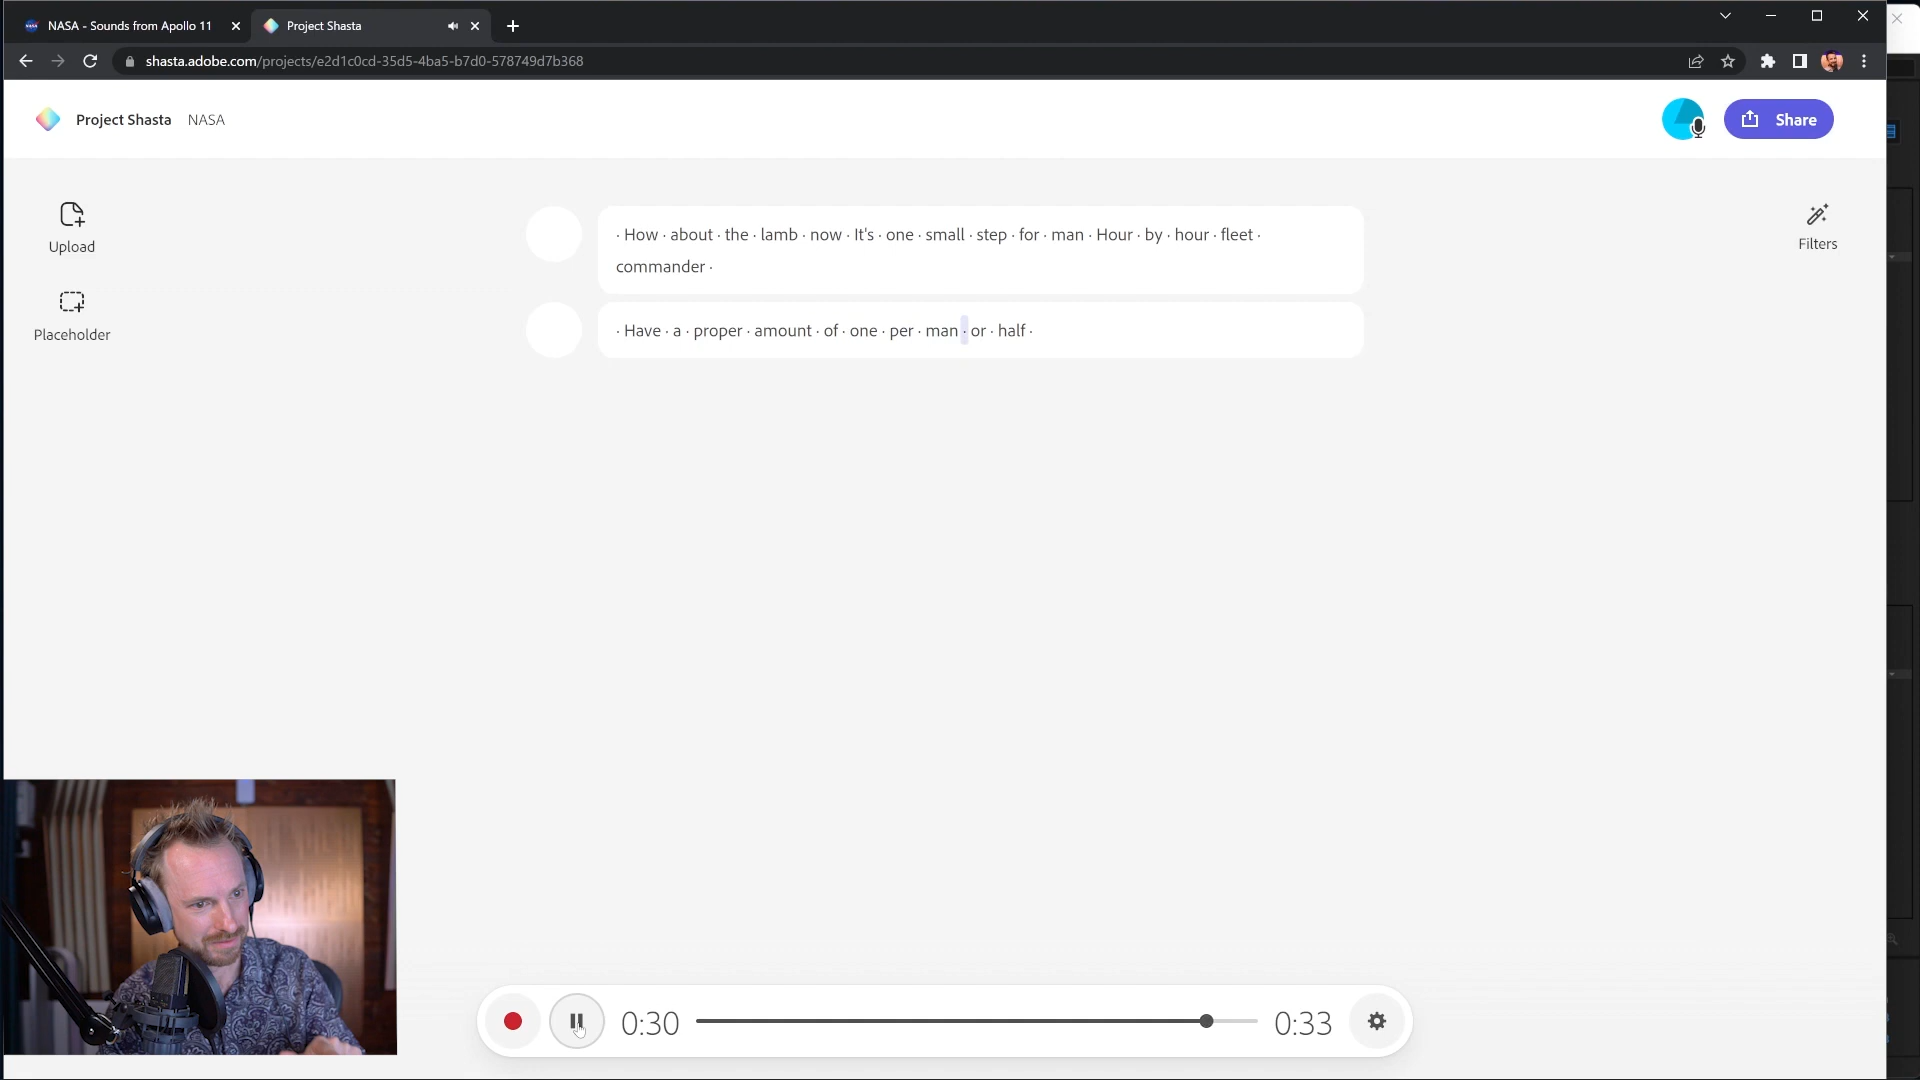 NASA - Sounds from Apollo 11
Project Shasta
shasta.adobe.com/projects/e2d1c0cd-35d5-4ba5-b7d0-578749d7b368
Project Shasta NASA
Share
Upload
Placeholder
Filters
· How · about · the · lamb · now · It's · one · small · step · for · man · Hour · by · hour · fleet ·
commander ·
· Have · a · proper · amount · of · one · per · man · or · half ·
0:30
0:33